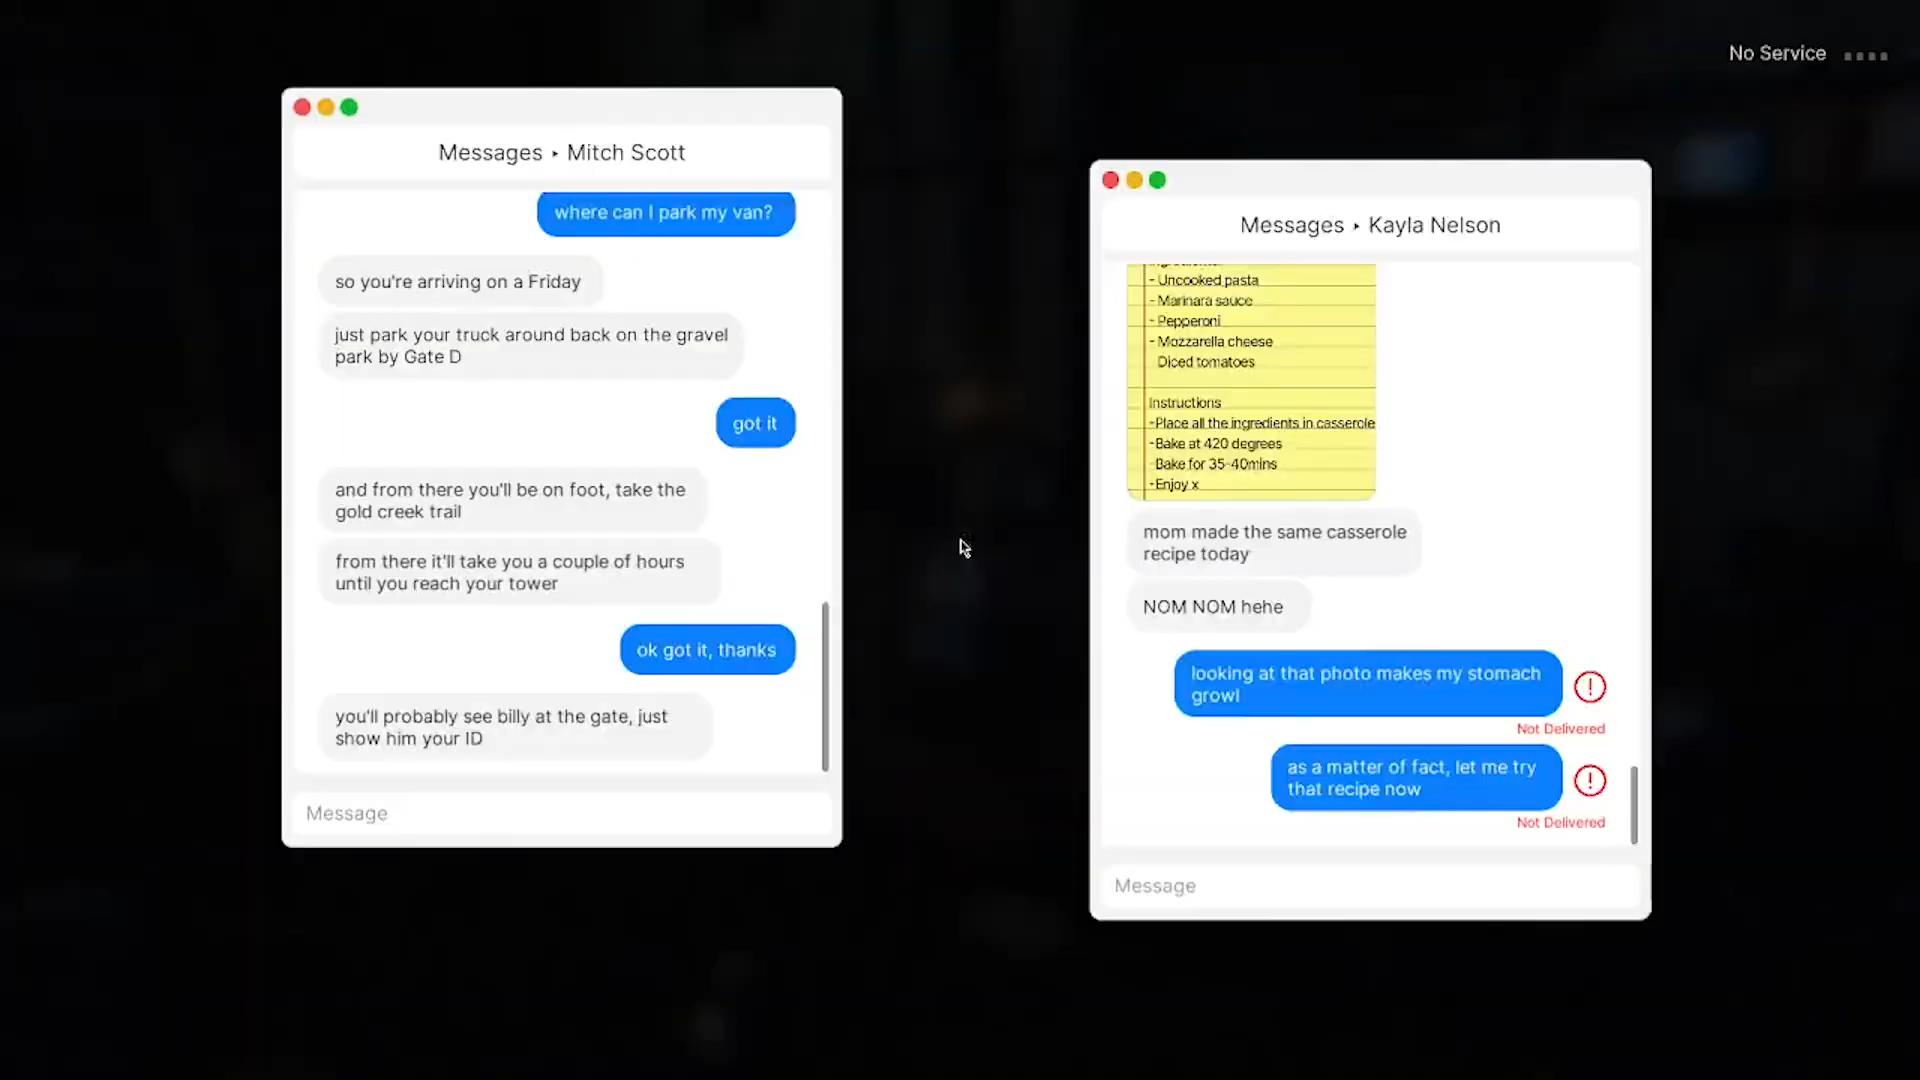 No Service
Messages ‣ Mitch Scott
where can I park my van?
so you're arriving on a Friday
just park your truck around back on the gravel
park by Gate D
got it
and from there you'll be on foot, take the
gold creek trail
from there it'll take you a couple of hours
until you reach your tower
ok got it, thanks
you'll probably see billy at the gate, just
show him your ID
Message
Messages ‣ Kayla Nelson
- Uncooked pasta
- Marinara sauce
- Pepperoni
- Mozzarella cheese
Diced tomatoes
Instructions
-Place all the ingredients in casserole
-Bake at 420 degrees
Bake for 35-40mins
-Enjoy x
mom made the same casserole
recipe today
NOM NOM hehe
looking at that photo makes my stomach
growl
Not Delivered
as a matter of fact, let me try
that recipe now
Not Delivered
Message